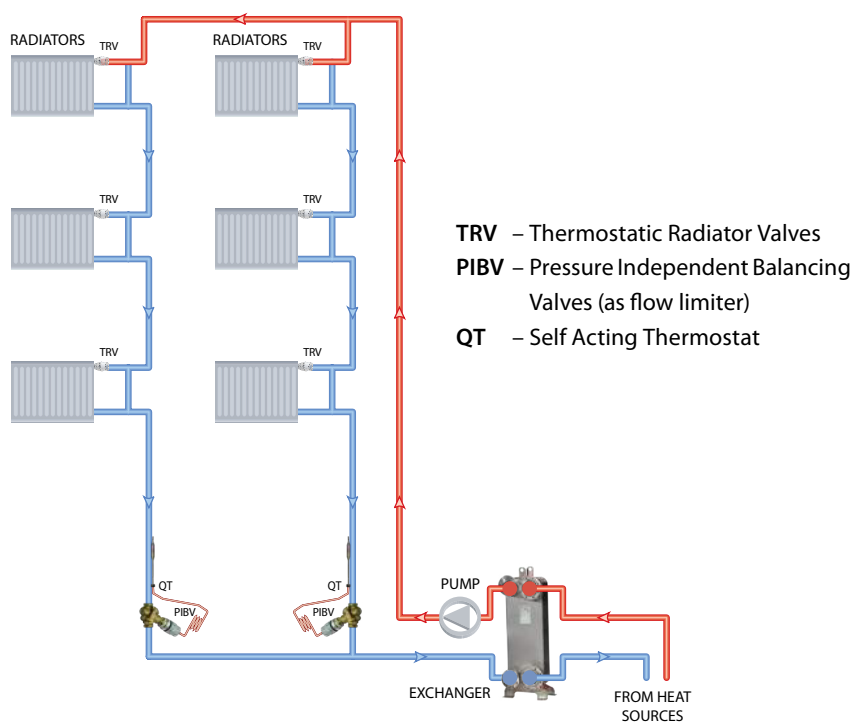 RADIATORS
TRV
RADIATORS
TRV
TRV
TRV
TRV – Thermostatic Radiator Valves
PIBV – Pressure Independent Balancing
Valves (as flow limiter)
QT – Self Acting Thermostat
TRV
TRV
QT
PIBV
QT
PIBV
PUMP
EXCHANGER
FROM HEAT
SOURCES